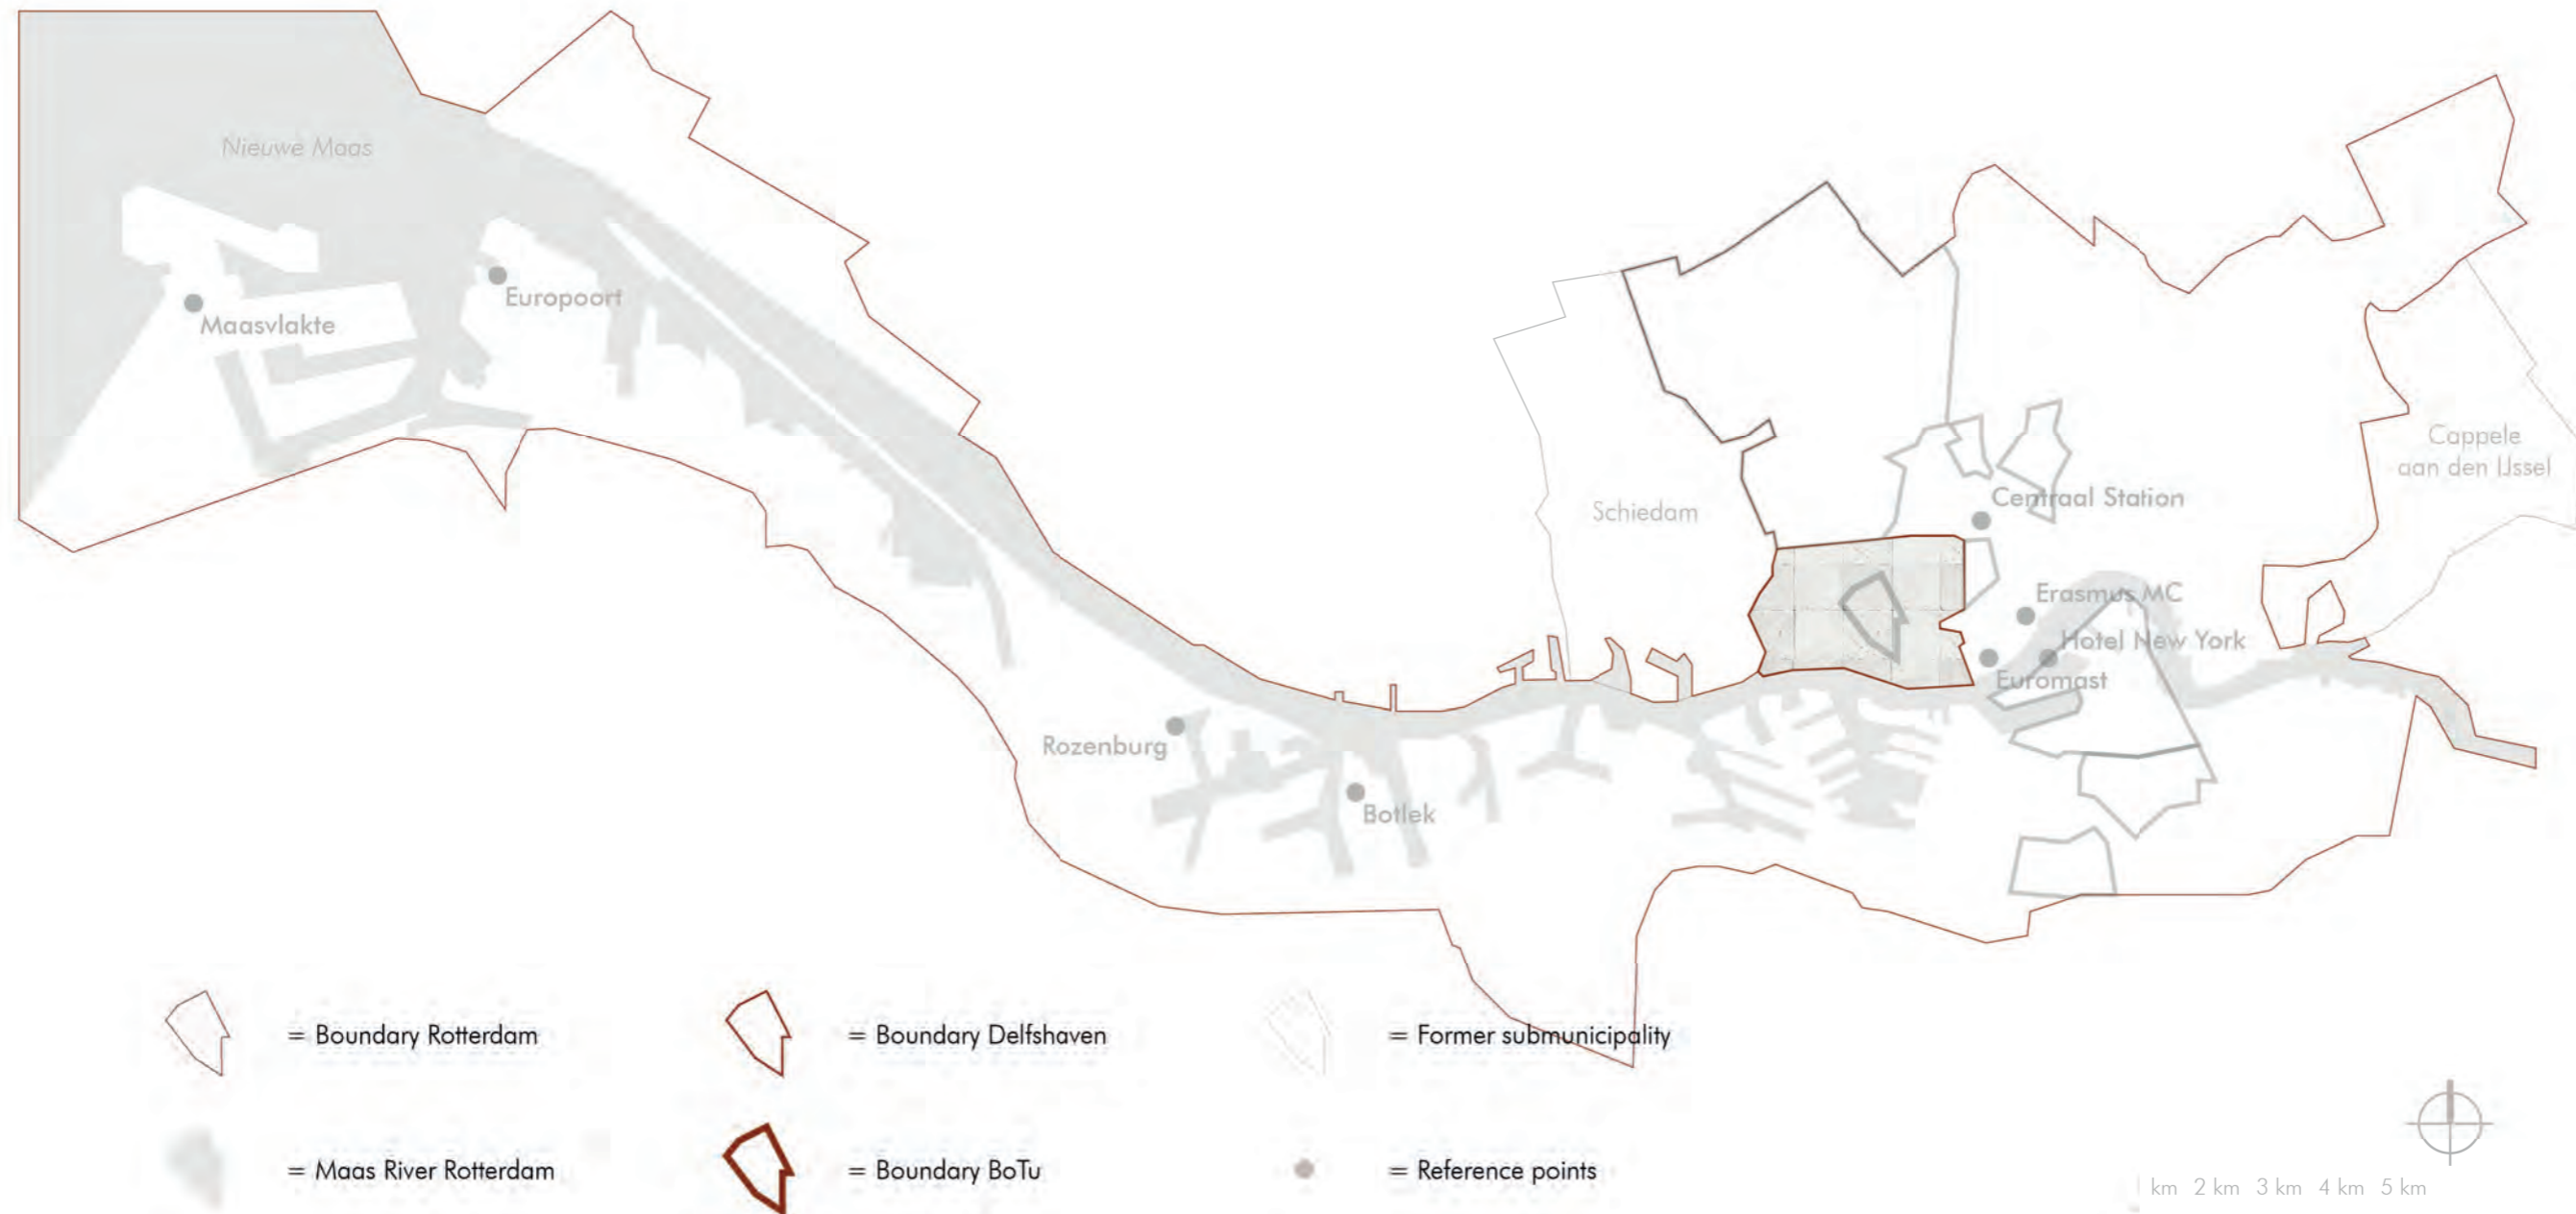 Nieuwe Maas
Europoort
Maasvlakte
Cappele
aan den IJssel
Centraal Station
Schiedam
Erasmus MC
Hotel New York
Euromast
Rozenburg
Botlek
= Boundary Rotterdam
= Boundary Delfshaven
= Former submunicipality
= Maas River Rotterdam
= Boundary BoTu
= Reference points
km 2 km 3 km 4 km 5 km